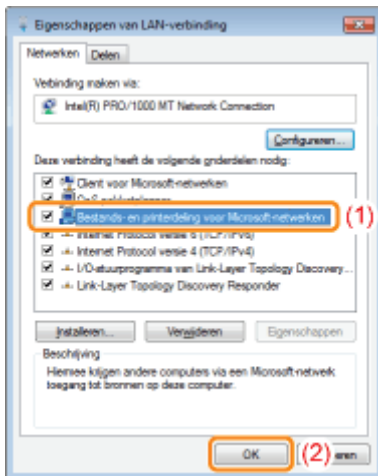 Eigenschappen van LAN-verbinding
Netwerken Delen
Verbinding maken via:
Intel(R) PRO/1000 MT Network Connection
Configureren...
Deze verbinding heeft de volgende onderdelen nodig:
Client voor Microsoft-netwerken
Bestands- en printerdeling voor Microsoft-netwerken (1)
Internet Protocol versie 6 (TCP/IPv6)
Internet Protocol versie 4 (TCP/IPv4)
I/O-stuurprogramma van Link-Layer Topology Discovery...
Link-Layer Topology Discovery Responder
Installeren... Verwijderen Eigenschappen
Beschrijving
Hiermee krijgen andere computers via een Microsoft-netwerk
toegang tot bronnen op deze computer.
OK (2) eren